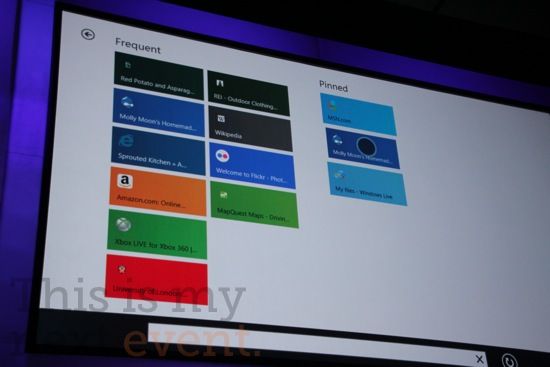 Frequent
Red Potato and Asparag...
Molly Moon's Homemad...
Sprouted Kitchen » A...
Amazon.com: Online...
Xbox LIVE for Xbox 360 |...
University of London...
REI - Outdoor Clothing...
W
Wikipedia
Welcome to Flickr - Phot...
MapQuest Maps - Drivin...
Pinned
MSN.com
Molly Moon's Homemad...
My files - Windows Live
This is my
next event.